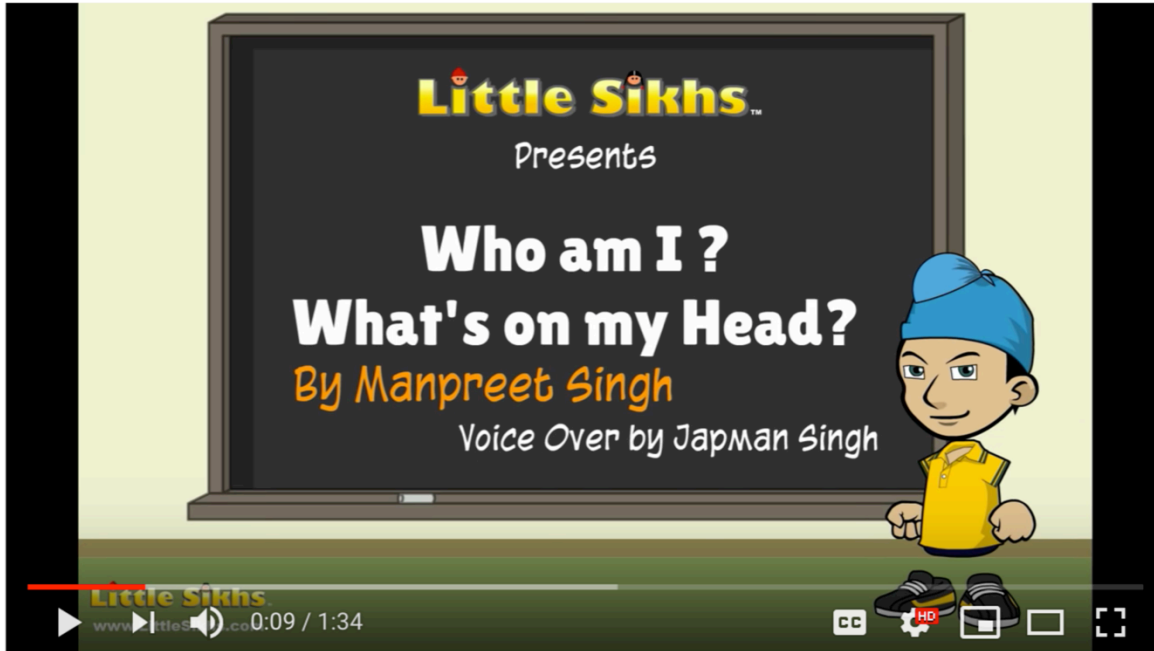 Little Sikhs™
Presents
Who am I ?
What's on my Head?
By Manpreet Singh
Voice Over by Japman Singh
Little Sikhs
0:09 / 1:34
CC
HD